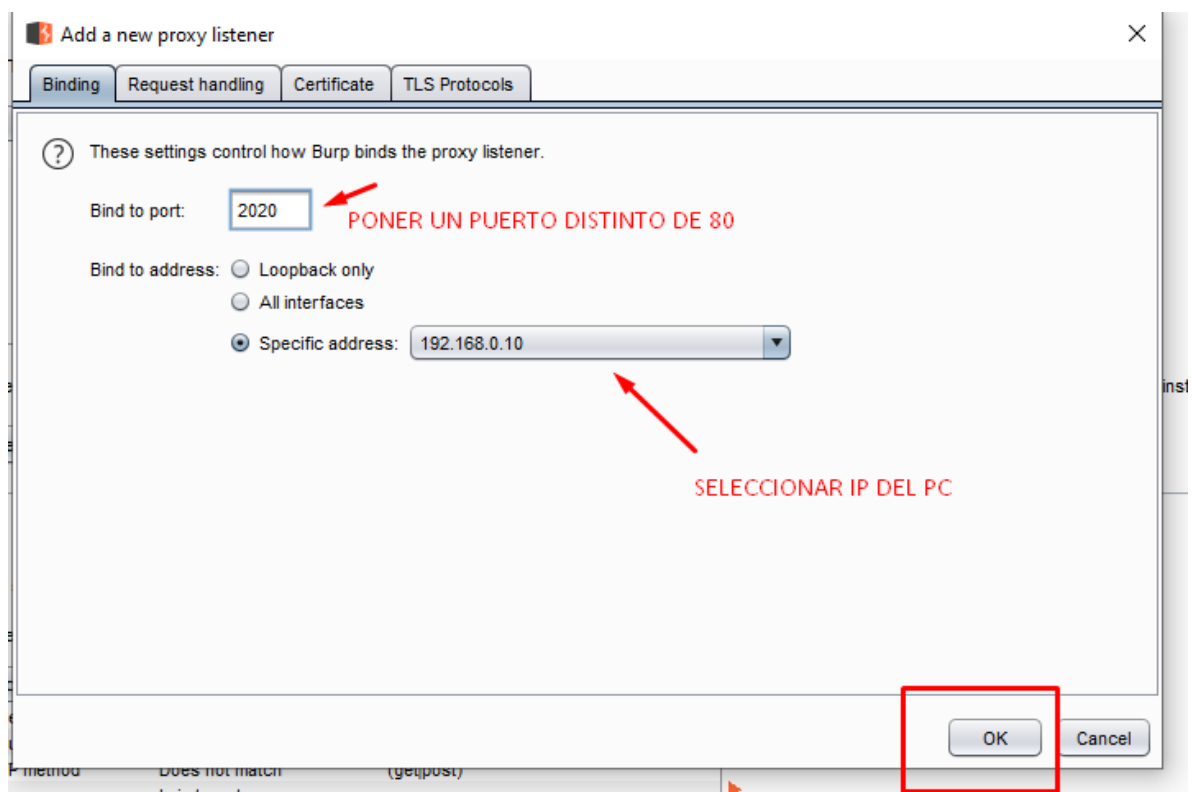 Add a new proxy listener
Binding Request handling Certificate TLS Protocols
? These settings control how Burp binds the proxy listener.
Bind to port: 2020
PONER UN PUERTO DISTINTO DE 80
Bind to address: Loopback only
All interfaces
Specific address: 192.168.0.10
inst
SELECCIONAR IP DEL PC
OK Cancel
P method Does not match (get|post)